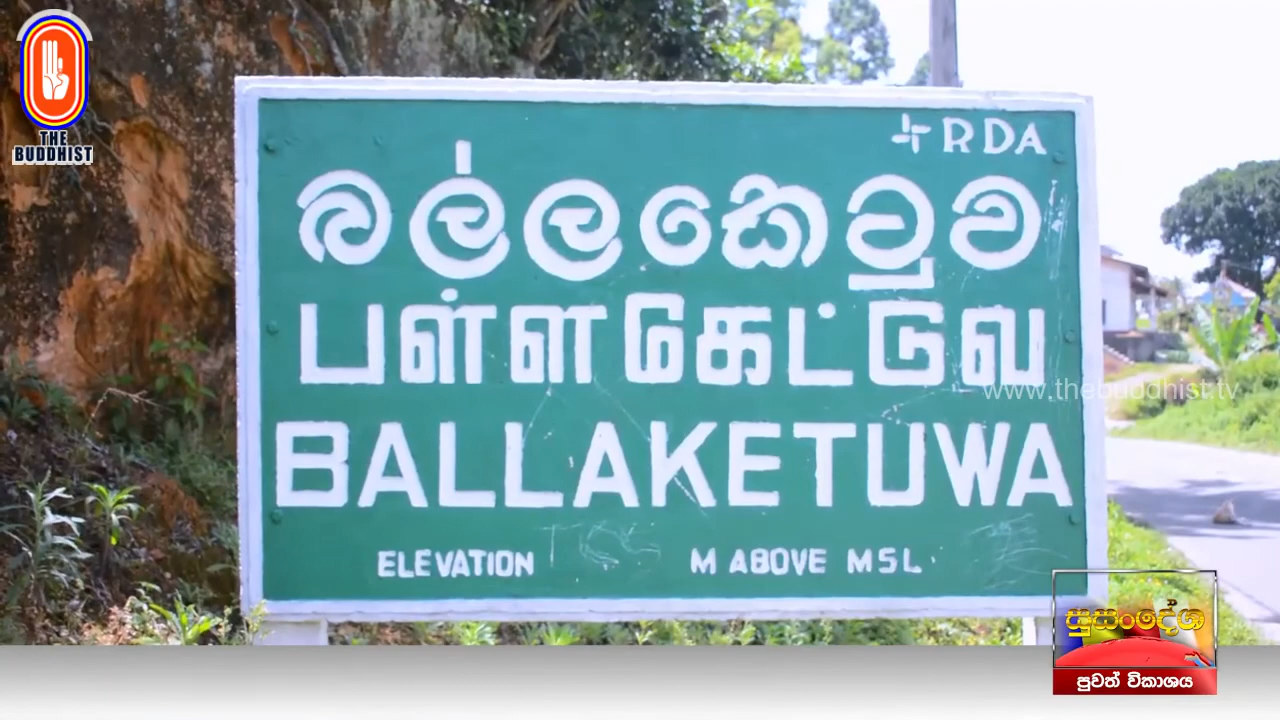 THE
BUDDHIST
RDA
බල්ලකෙටුව
பள்ளகெட்டுவ
BALLAKETUWA
www.thebuddhist.tv
ELEVATION M ABOVE MSL
සුසංදේශ
පුවත් විකාශය